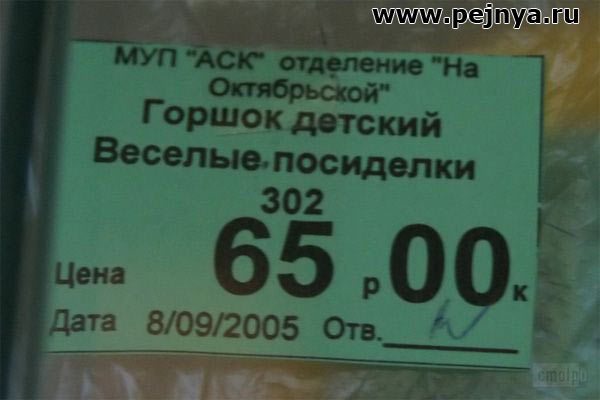 www.pejnya.ru
МУП "АСК" отделение "На
Октябрьской"
Горшок детский
Веселые посиделки
302
Цена 65 р 00 к
Дата 8/09/2005 Отв.